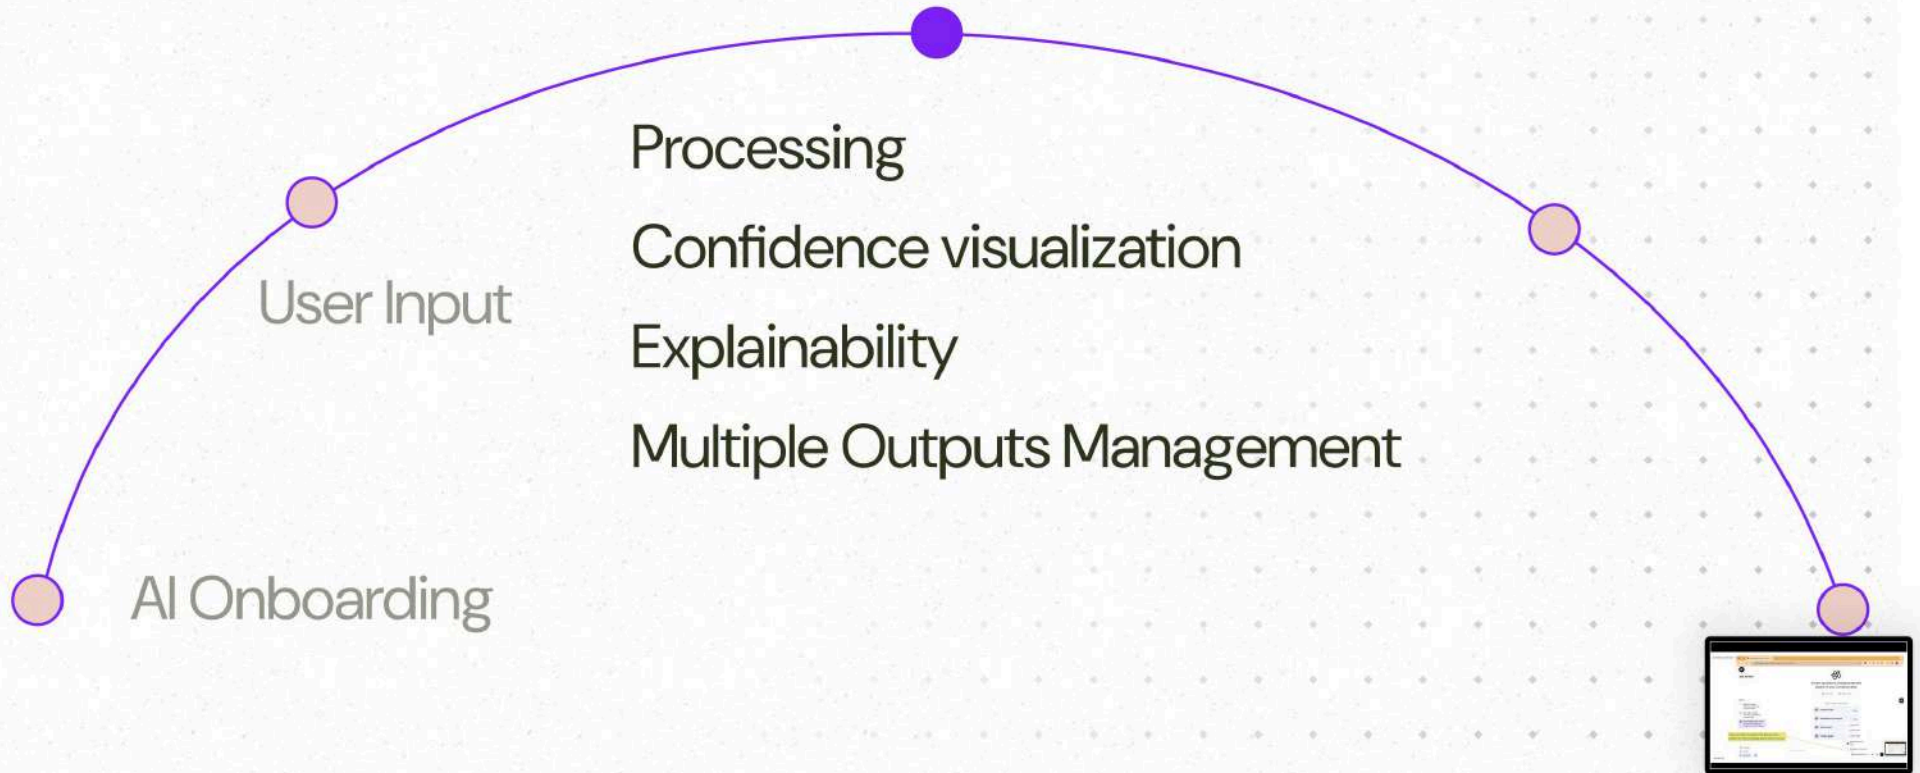 Processing
Confidence visualization
User Input
Explainability
Multiple Outputs Management
AI Onboarding